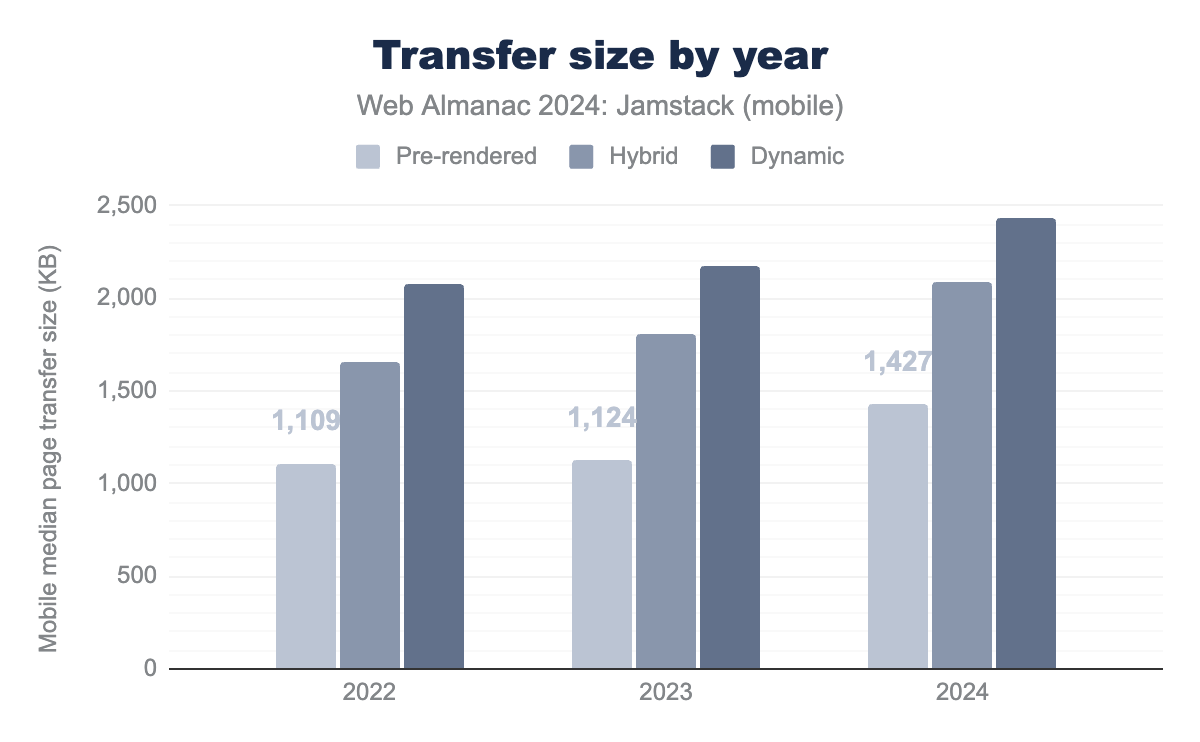 Transfer size by year
Web Almanac 2024: Jamstack (mobile)
Pre-rendered Hybrid Dynamic
Mobile median page transfer size (KB)
2,500
2,000
1,500
1,000
500
0
1,109
1,124
1,427
2022 2023 2024